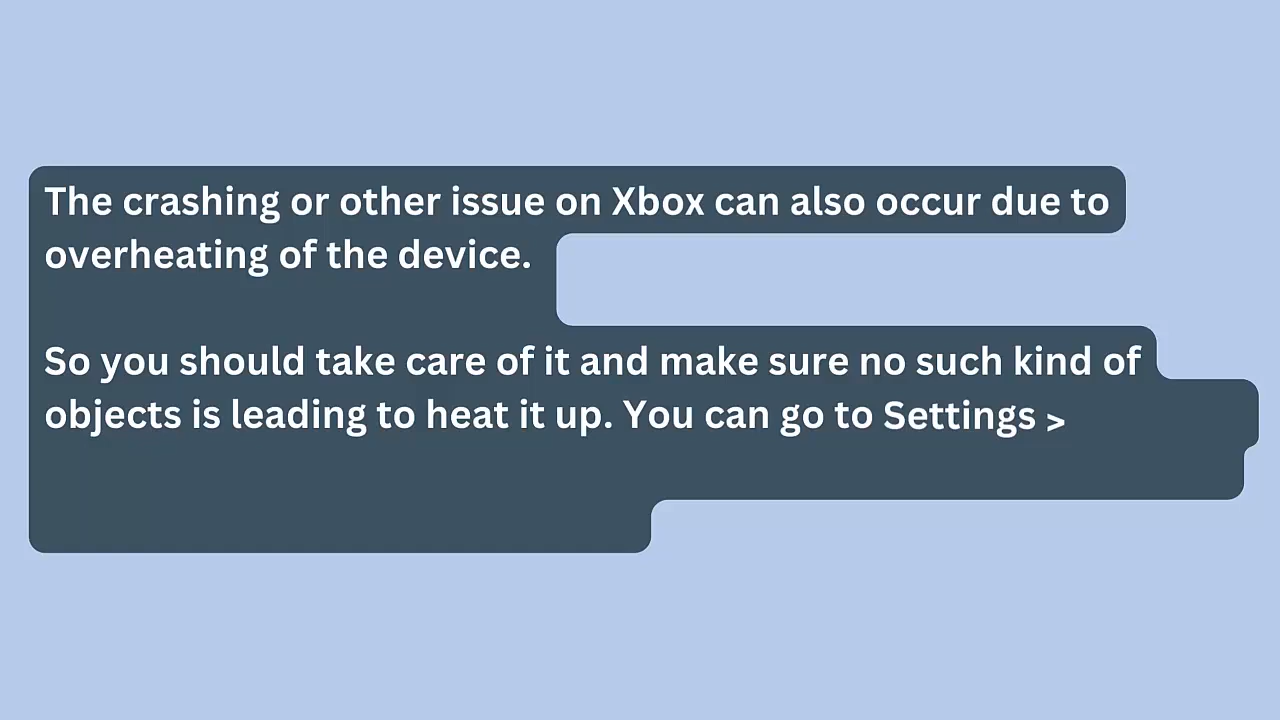 The crashing or other issue on Xbox can also occur due to
overheating of the device.
So you should take care of it and make sure no such kind of
objects is leading to heat it up. You can go to Settings >